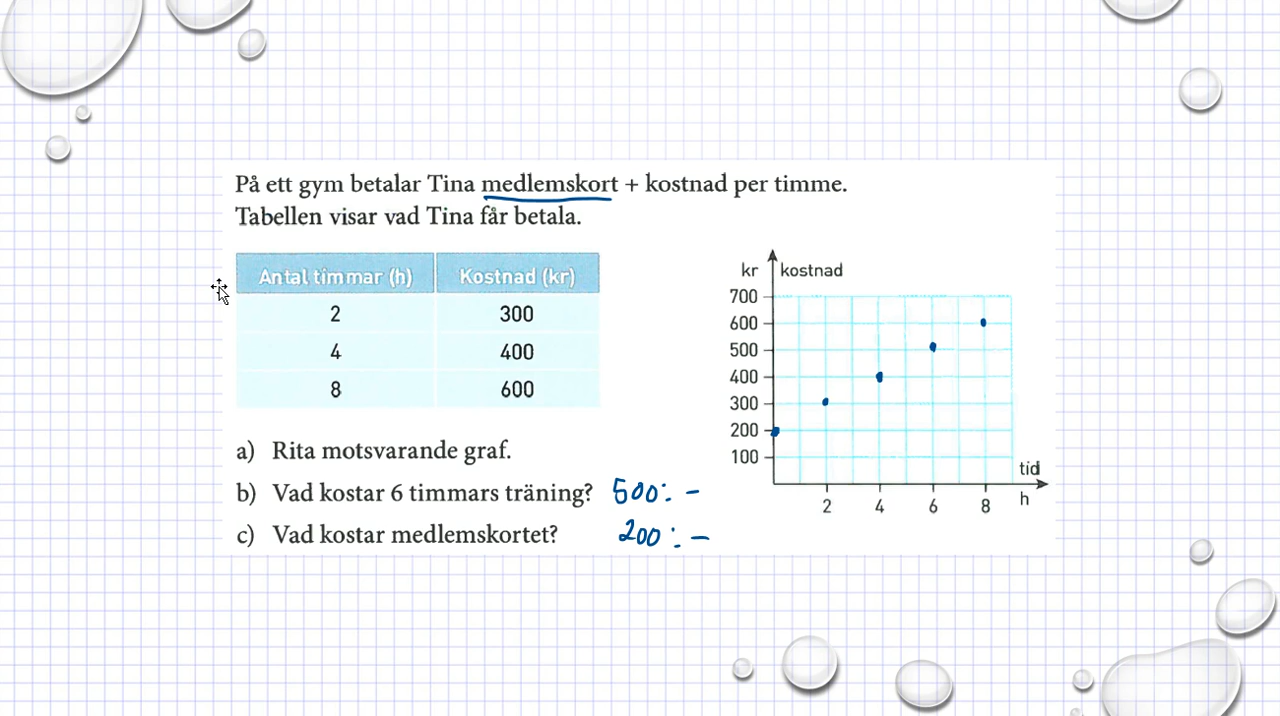 På ett gym betalar Tina medlemskort + kostnad per timme.
Tabellen visar vad Tina får betala.
Antal timmar (h) Kostnad (kr)
2 300
4 400
8 600
a) Rita motsvarande graf.
b) Vad kostar 6 timmars träning? 500:-
c) Vad kostar medlemskortet? 200:-
kr kostnad
700
600
500
400
300
200
100
tid
2 4 6 8 h